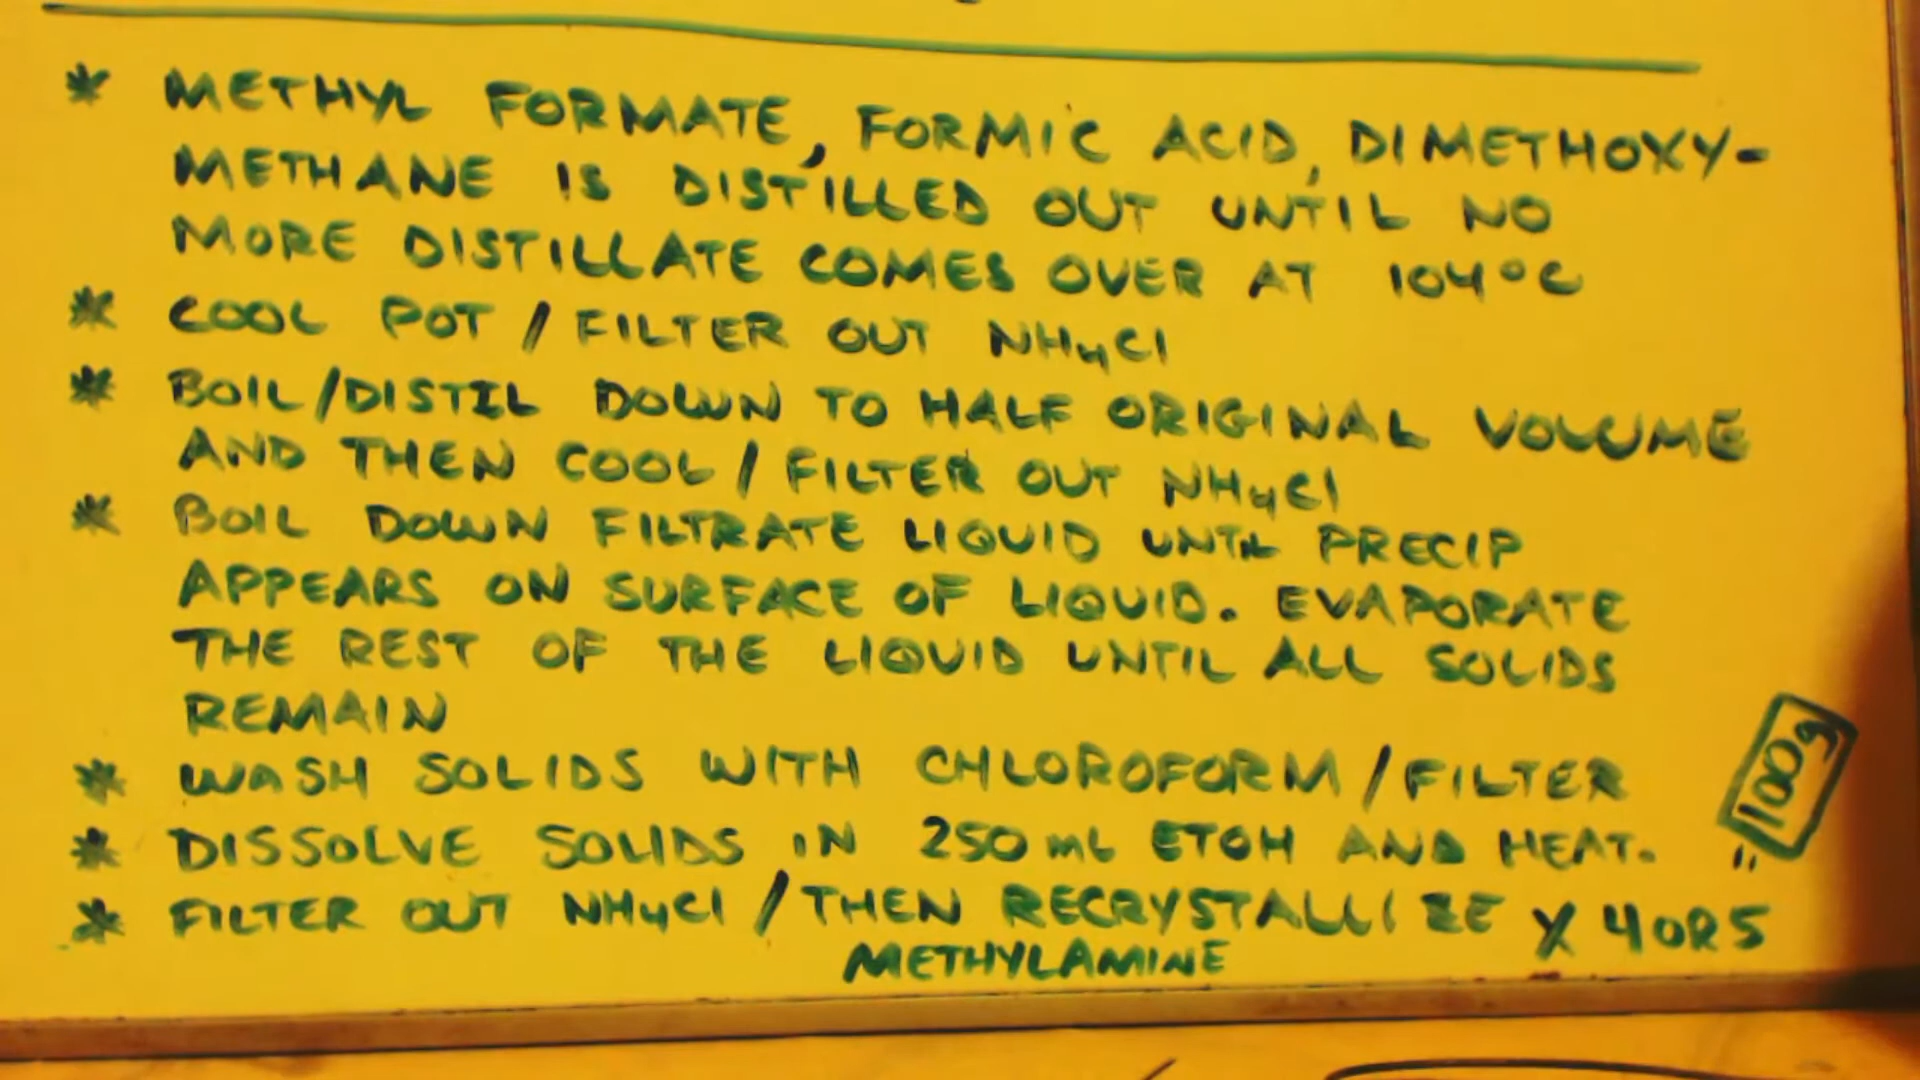 * METHYL FORMATE, FORMIC ACID, DIMETHOXY-
METHANE IS DISTILLED OUT UNTIL NO
MORE DISTILLATE COMES OVER AT 104°C
* COOL POT / FILTER OUT NH4Cl
* BOIL/DISTIL DOWN TO HALF ORIGINAL VOLUME
AND THEN COOL / FILTER OUT NH4Cl
* BOIL DOWN FILTRATE LIQUID UNTIL PRECIP
APPEARS ON SURFACE OF LIQUID. EVAPORATE
THE REST OF THE LIQUID UNTIL ALL SOLIDS
REMAIN
* WASH SOLIDS WITH CHLOROFORM / FILTER
* DISSOLVE SOLIDS IN 250 mL ETOH AND HEAT.
* FILTER OUT NH4Cl / THEN RECRYSTALLIZE X 4 OR 5
METHYLAMINE
100g